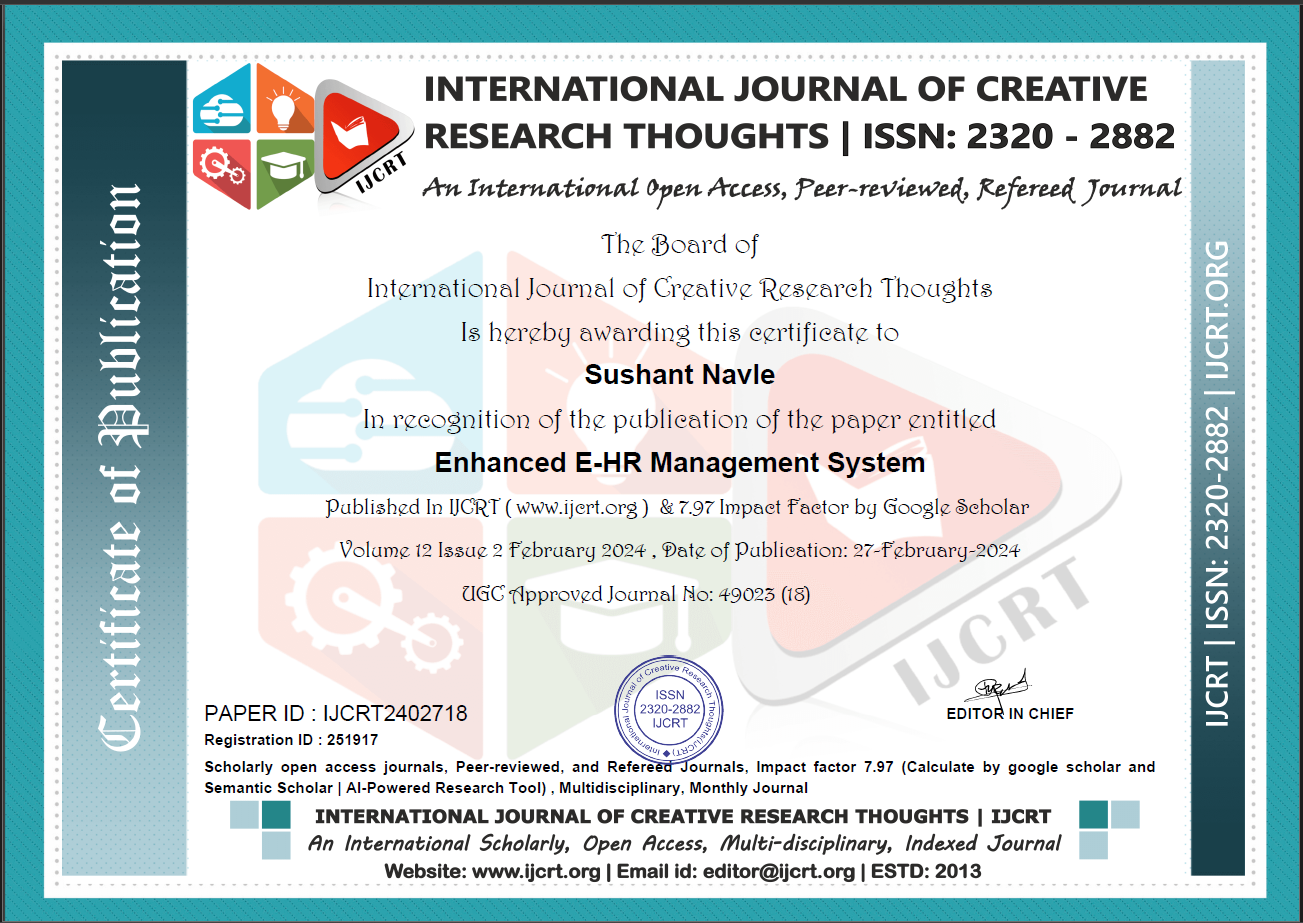 Certificate of Publication
IJCRT
INTERNATIONAL JOURNAL OF CREATIVE
RESEARCH THOUGHTS | ISSN: 2320 - 2882
An International Open Access, Peer-reviewed, Refereed Journal
The Board of
International Journal of Creative Research Thoughts
Is hereby awarding this certificate to
Sushant Navle
In recognition of the publication of the paper entitled
Enhanced E-HR Management System
Published In IJCRT ( www.ijcrt.org ) & 7.97 Impact Factor by Google Scholar
Volume 12 Issue 2 February 2024 , Date of Publication: 27-February-2024
UGC Approved Journal No: 49023 (18)
IJCRT
International Journal of Creative Research Thoughts(IJCRT)
ISSN
2320-2882
IJCRT
PAPER ID : IJCRT2402718
EDITOR IN CHIEF
Registration ID : 251917
Scholarly open access journals, Peer-reviewed, and Refereed Journals, Impact factor 7.97 (Calculate by google scholar and
Semantic Scholar | AI-Powered Research Tool) , Multidisciplinary, Monthly Journal
INTERNATIONAL JOURNAL OF CREATIVE RESEARCH THOUGHTS | IJCRT
An International Scholarly, Open Access, Multi-disciplinary, Indexed Journal
Website: www.ijcrt.org | Email id: editor@ijcrt.org | ESTD: 2013
IJCRT | ISSN: 2320-2882 | IJCRT.ORG